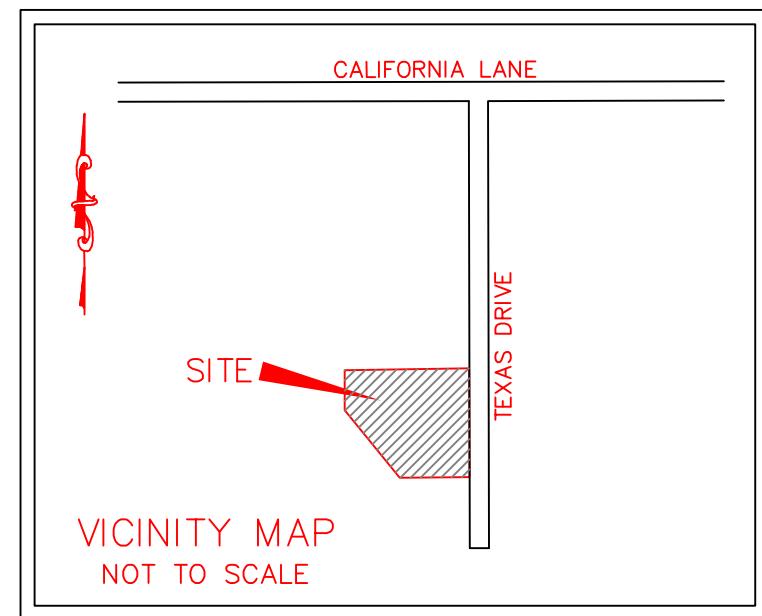 CALIFORNIA LANE
TEXAS DRIVE
SITE
VICINITY MAP
NOT TO SCALE